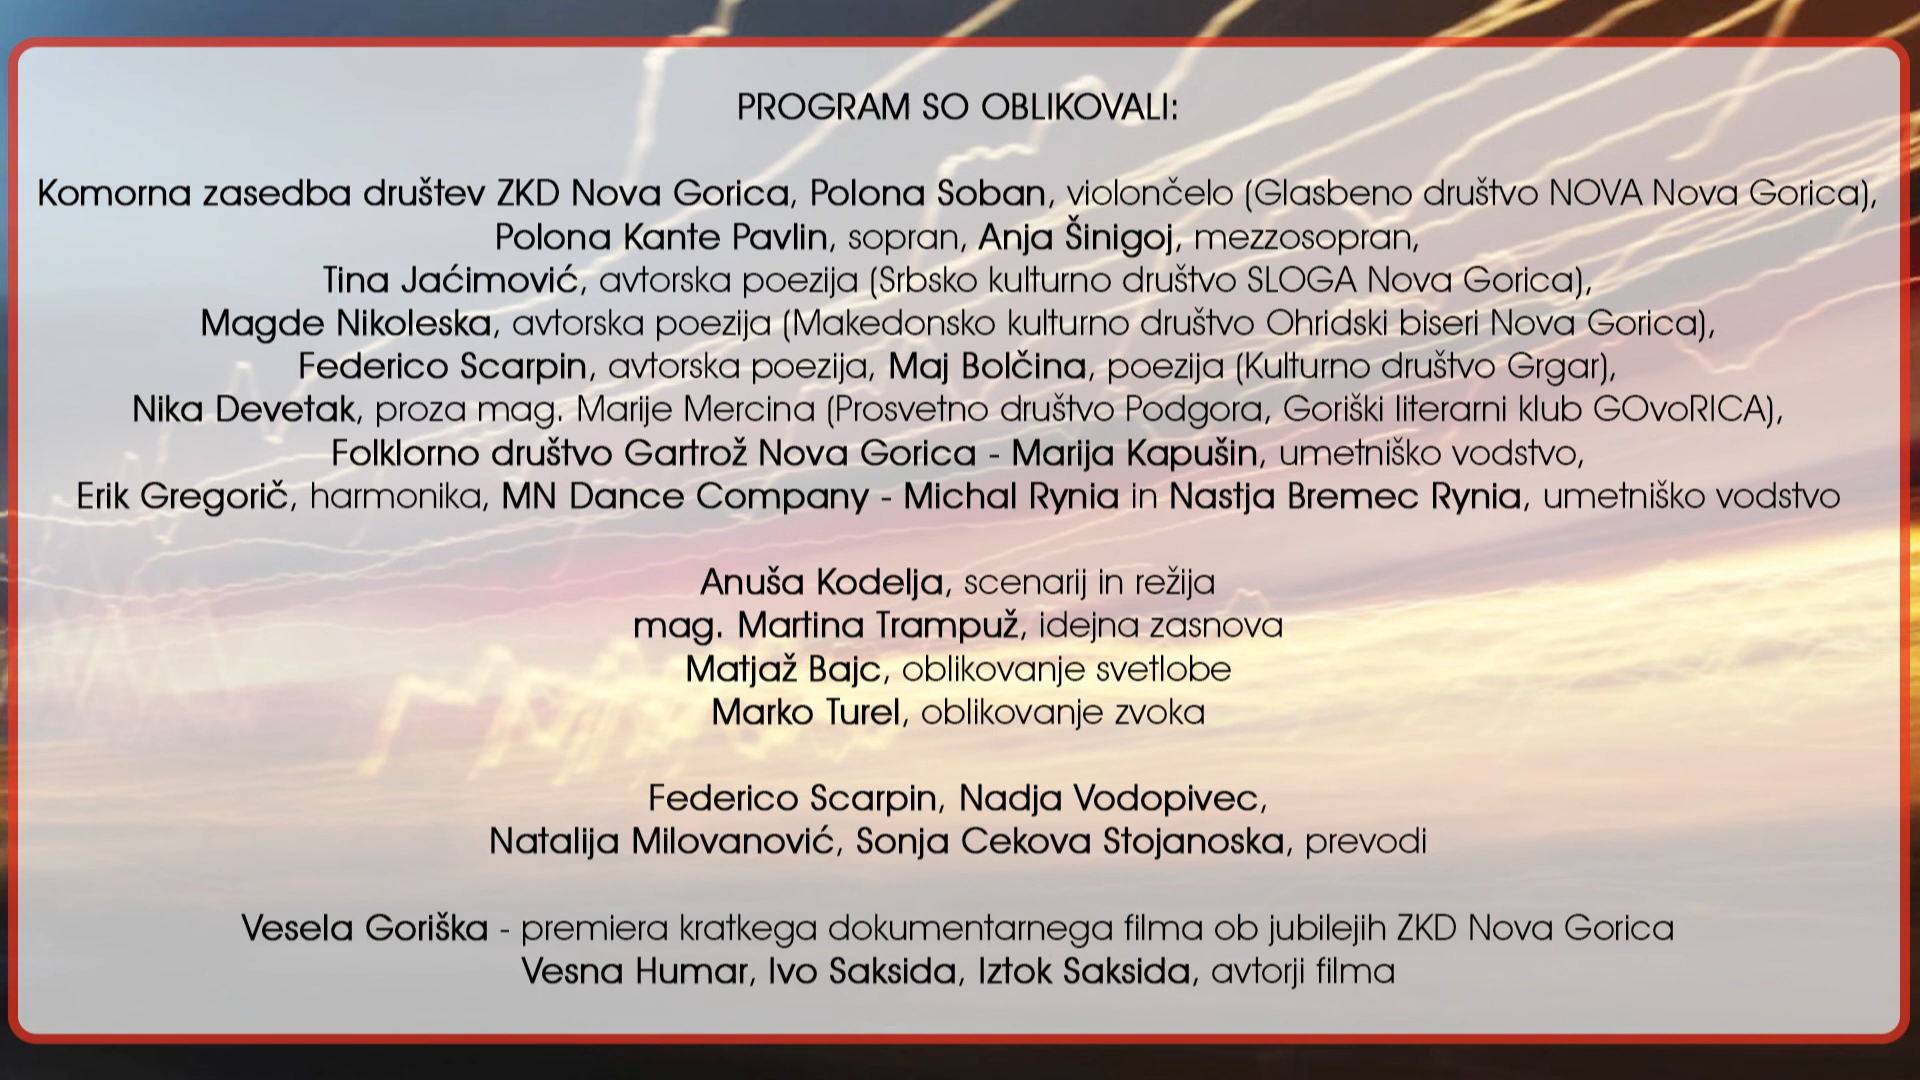 PROGRAM SO OBLIKOVALI:
Komorna zasedba društev ZKD Nova Gorica, Polona Soban, violončelo (Glasbeno društvo NOVA Nova Gorica),
Polona Kante Pavlin, sopran, Anja Šinigoj, mezzosopran,
Tina Jaćimović, avtorska poezija (Srbsko kulturno društvo SLOGA Nova Gorica),
Magde Nikoleska, avtorska poezija (Makedonsko kulturno društvo Ohridski biseri Nova Gorica),
Federico Scarpin, avtorska poezija, Maj Bolčina, poezija (Kulturno društvo Grgar),
Nika Devetak, proza mag. Marije Mercina (Prosvetno društvo Podgora, Goriški literarni klub GOvoRICA),
Folklorno društvo Gartrož Nova Gorica - Marija Kapušin, umetniško vodstvo,
Erik Gregorič, harmonika, MN Dance Company - Michal Rynia in Nastja Bremec Rynia, umetniško vodstvo
Anuša Kodelja, scenarij in režija
mag. Martina Trampuž, idejna zasnova
Matjaž Bajc, oblikovanje svetlobe
Marko Turel, oblikovanje zvoka
Federico Scarpin, Nadja Vodopivec,
Natalija Milovanović, Sonja Cekova Stojanoska, prevodi
Vesela Goriška - premiera kratkega dokumentarnega filma ob jubilejih ZKD Nova Gorica
Vesna Humar, Ivo Saksida, Iztok Saksida, avtorji filma